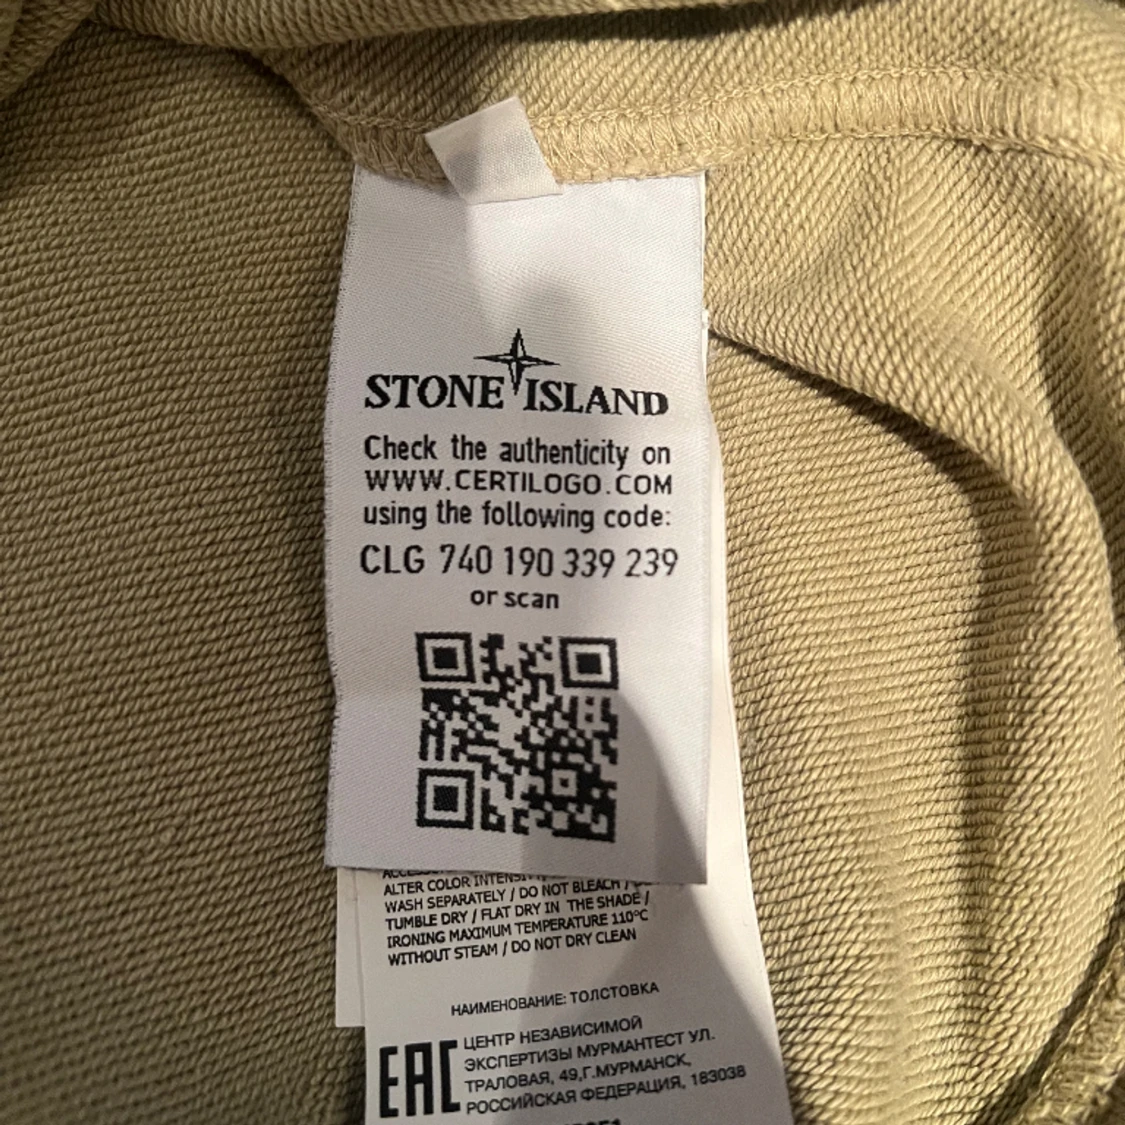 STONE ISLAND
Check the authenticity on
WWW.CERTILOGO.COM
using the following code:
CLG 740 190 339 239
or scan
ALTER COLOR INTENSITY
WASH SEPARATELY / DO NOT BLEACH /
TUMBLE DRY / FLAT DRY IN THE SHADE /
IRONING MAXIMUM TEMPERATURE 110°C
WITHOUT STEAM / DO NOT DRY CLEAN
НАИМЕНОВАНИЕ: ТОЛСТОВКА
EAC
ЦЕНТР НЕЗАВИСИМОЙ
ЭКСПЕРТИЗЫ МУРМАНТЕСТ УЛ.
ТРАЛОВАЯ, 49,Г.МУРМАНСК,
РОССИЙСКАЯ ФЕДЕРАЦИЯ, 183038